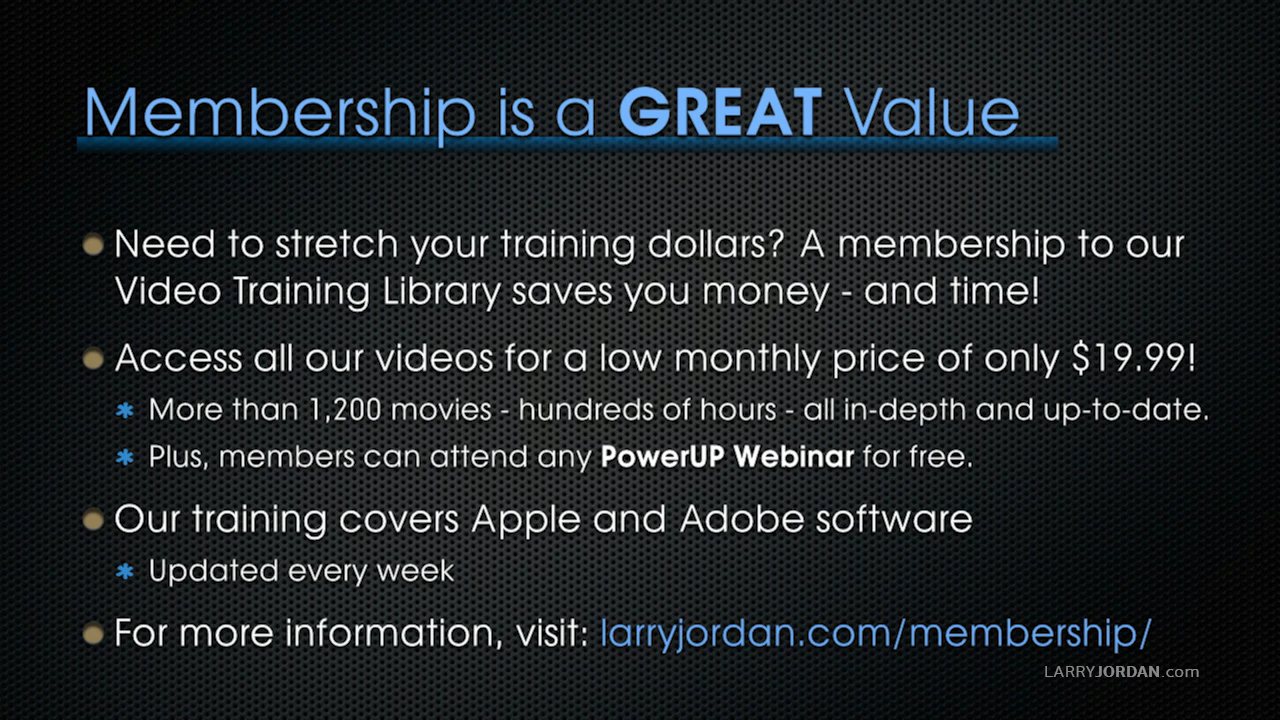 Membership is a GREAT Value
Need to stretch your training dollars? A membership to our
Video Training Library saves you money - and time!
Access all our videos for a low monthly price of only $19.99!
More than 1,200 movies - hundreds of hours - all in-depth and up-to-date.
Plus, members can attend any PowerUP Webinar for free.
Our training covers Apple and Adobe software
Updated every week
For more information, visit: larryjordan.com/membership/
LARRYJORDAN.com